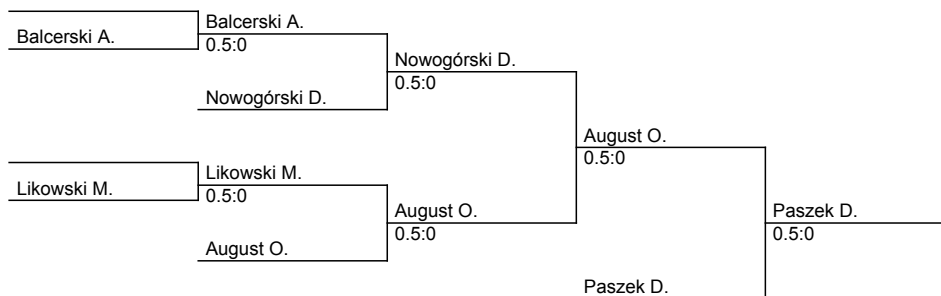 Balcerski A.
Balcerski A.
0.5:0
Nowogórski D.
Nowogórski D.
0.5:0
Likowski M.
Likowski M.
0.5:0
August O.
August O.
0.5:0
August O.
0.5:0
Paszek D.
Paszek D.
0.5:0